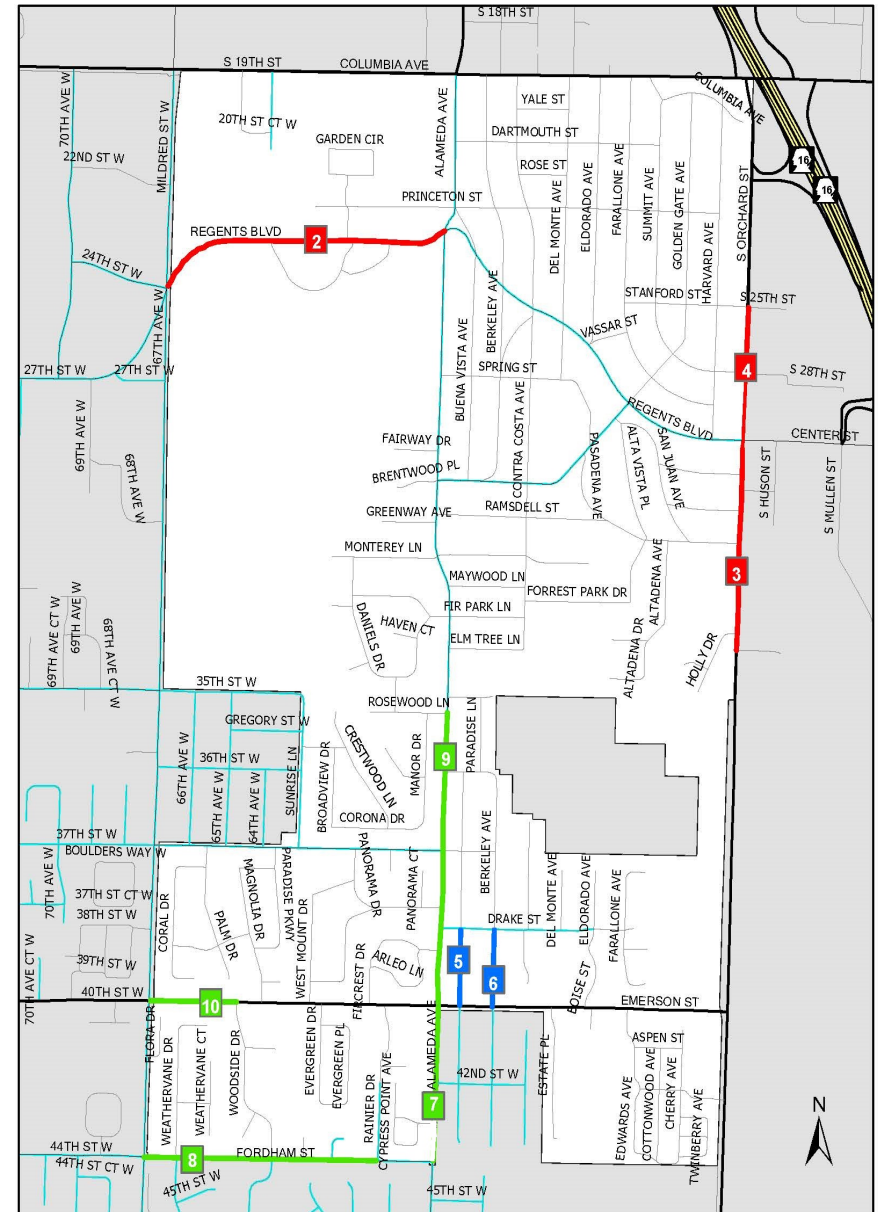 S 18TH ST
S 19TH ST
COLUMBIA AVE
70TH AVE W
MILDRED ST W
20TH ST CT W
22ND ST W
GARDEN CIR
ALAMEDA AVE
YALE ST
DARTMOUTH ST
ROSE ST
COLUMBIA AVE
16
16
PRINCETON ST
DEL MONTE AVE
ELDORADO AVE
FARALLONE AVE
SUMMIT AVE
GOLDEN GATE AVE
HARVARD AVE
S ORCHARD ST
REGENTS BLVD
2
24TH ST W
67TH AVE W
BUENA VISTA AVE
BERKELEY AVE
STANFORD ST
S 25TH ST
VASSAR ST
27TH ST W
27TH ST W
SPRING ST
4
S 28TH ST
69TH AVE W
68TH AVE W
CONTRA COSTA AVE
REGENTS BLVD
CENTER ST
FAIRWAY DR
BRENTWOOD PL
PASADENA AVE
ALTA VISTA PL
SAN JUAN AVE
S HUSON ST
S MULLEN ST
GREENWAY AVE
RAMSDELL ST
MONTEREY LN
MAYWOOD LN
FORREST PARK DR
ALTADENA AVE
3
69TH AVE CT W
69TH AVE W
68TH AVE CT W
DANIELS DR
HAVEN CT
FIR PARK LN
ELM TREE LN
ALTADENA DR
HOLLY DR
35TH ST W
ROSEWOOD LN
GREGORY ST W
66TH AVE W
36TH ST W
65TH AVE W
64TH AVE W
SUNRISE LN
BROADVIEW DR
CRESTWOOD LN
MANOR DR
9
PARADISE LN
CORONA DR
37TH ST W
BOULDERS WAY W
70TH AVE W
37TH ST CT W
38TH ST W
39TH ST W
40TH ST W
70TH AVE CT W
CORAL DR
PALM DR
MAGNOLIA DR
PARADISE PKWY
WEST MOUNT DR
PANORAMA DR
PANORAMA CT
FIRCREST DR
ARLEO LN
BERKELEY AVE
DRAKE ST
DEL MONTE AVE
ELDORADO AVE
FARALLONE AVE
5
6
BOISE ST
10
EMERSON ST
FLORA DR
WEATHERVANE DR
WEATHERVANE CT
WOODSIDE DR
EVERGREEN DR
EVERGREEN PL
RAINIER DR
CYPRESS POINT AVE
ALAMEDA AVE
7
42ND ST W
ESTATE PL
ASPEN ST
EDWARDS AVE
COTTONWOOD AVE
CHERRY AVE
TWINBERRY AVE
N
44TH ST W
44TH ST CT W
8
FORDHAM ST
45TH ST W
45TH ST W